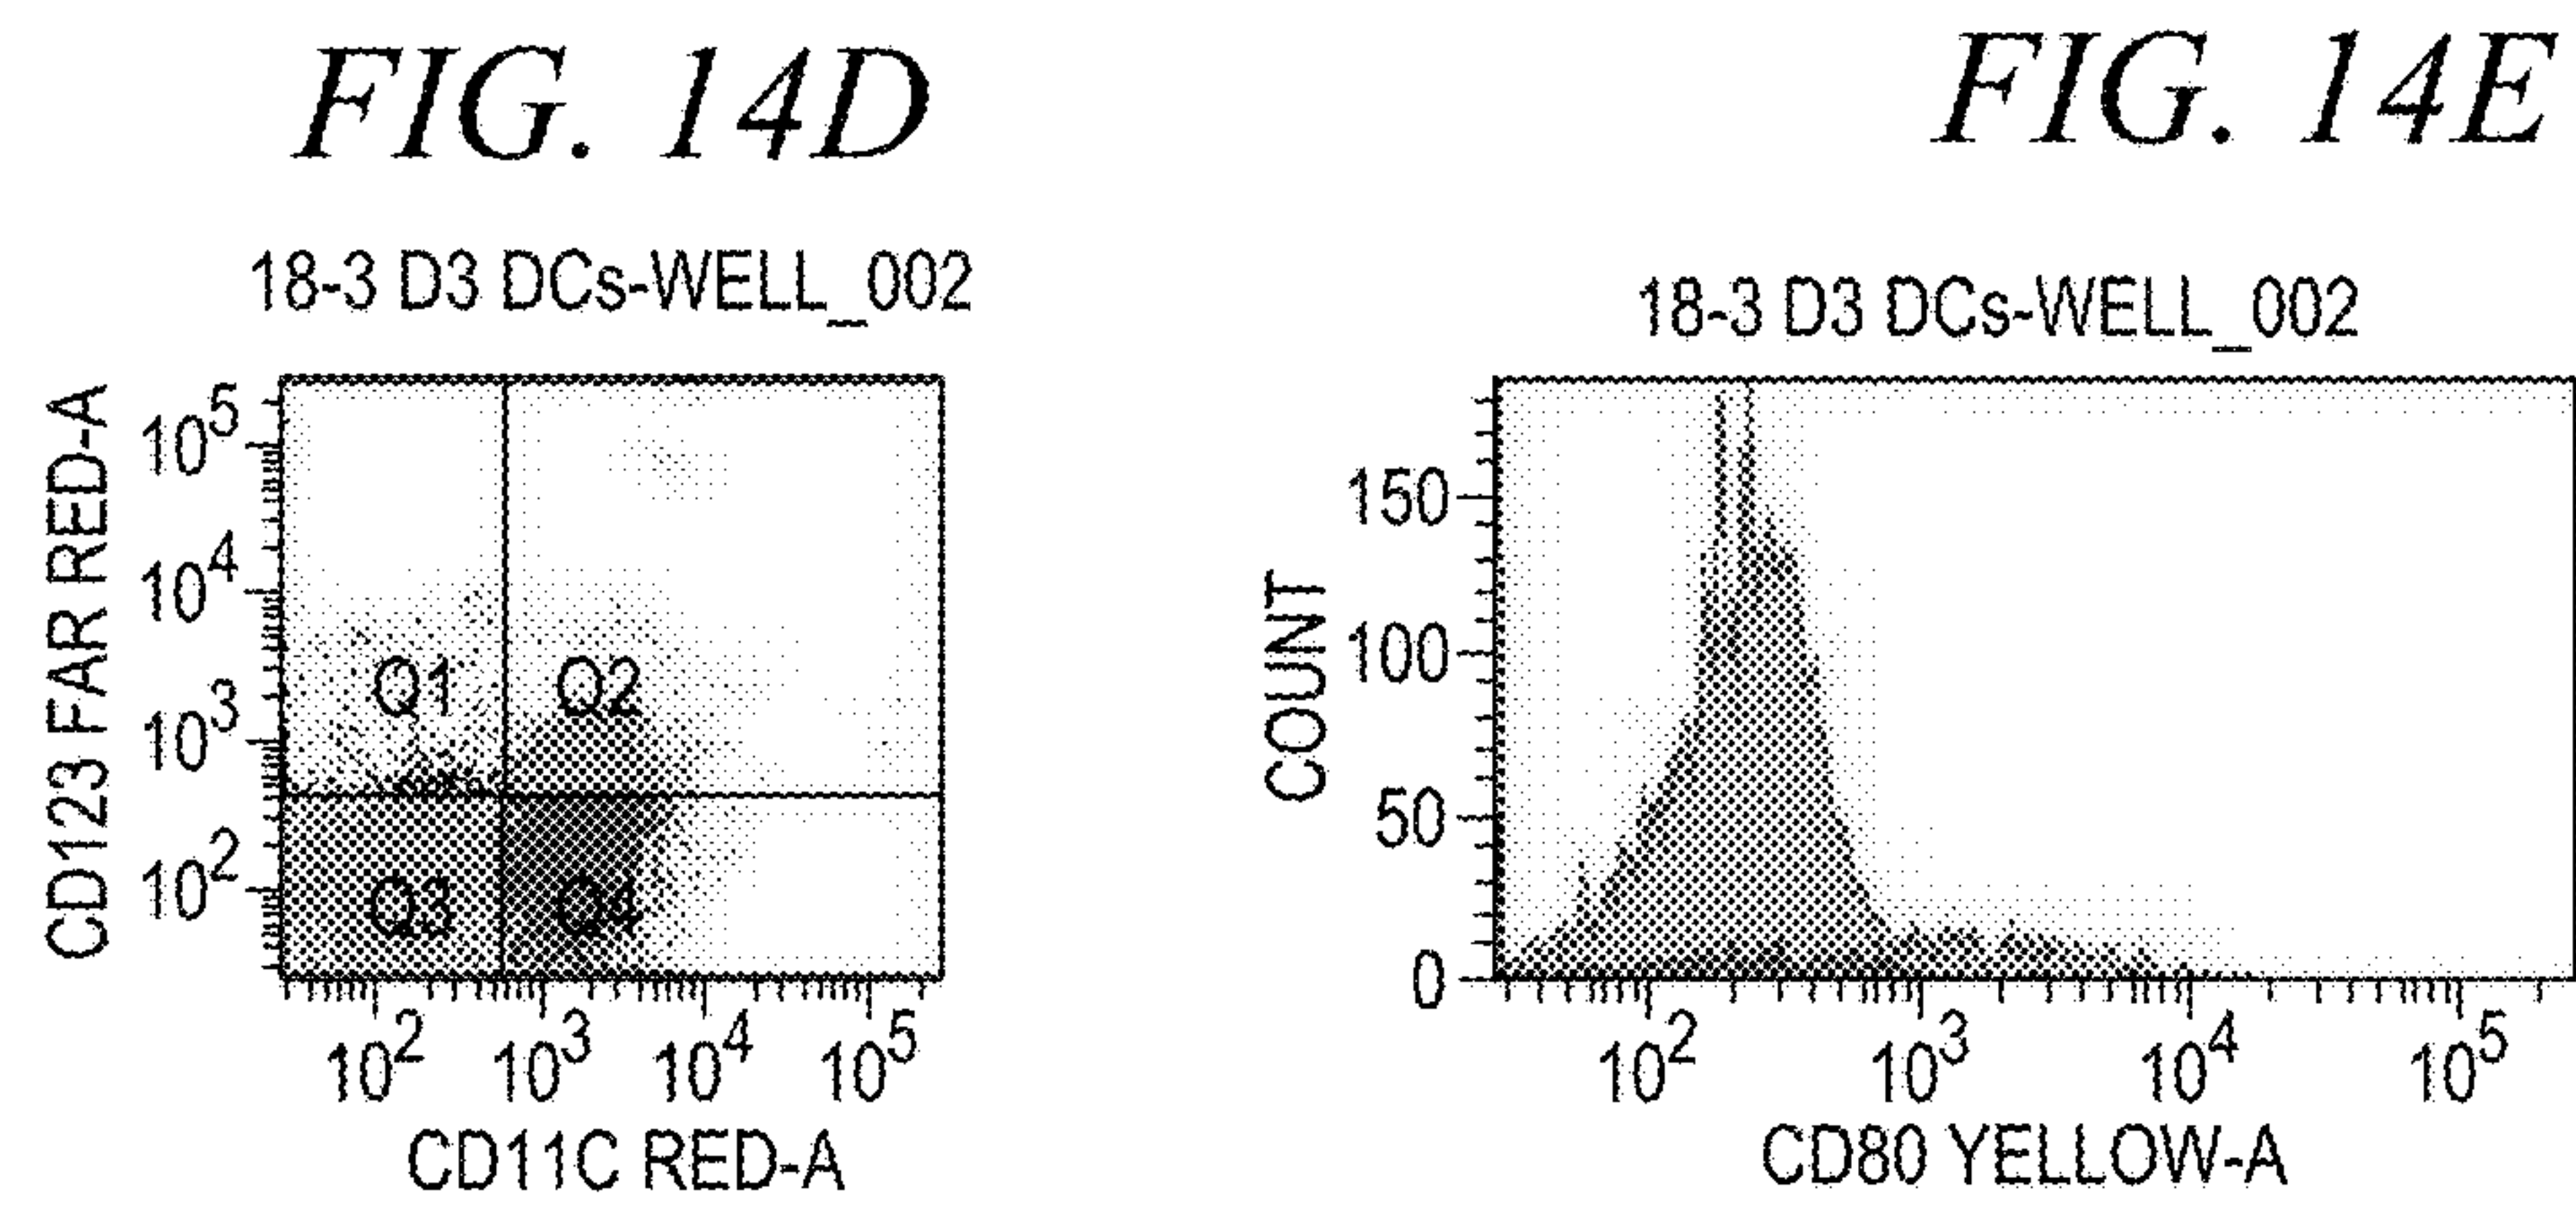 FIG. 14D
18-3 D3 DCs-WELL_002
CD123 FAR RED-A
10^5
10^4
10^3
10^2
Q1
Q2
Q3
Q4
10^2 10^3 10^4 10^5
CD11C RED-A
FIG. 14E
18-3 D3 DCs-WELL_002
COUNT
150
100
50
0
10^2 10^3 10^4 10^5
CD80 YELLOW-A